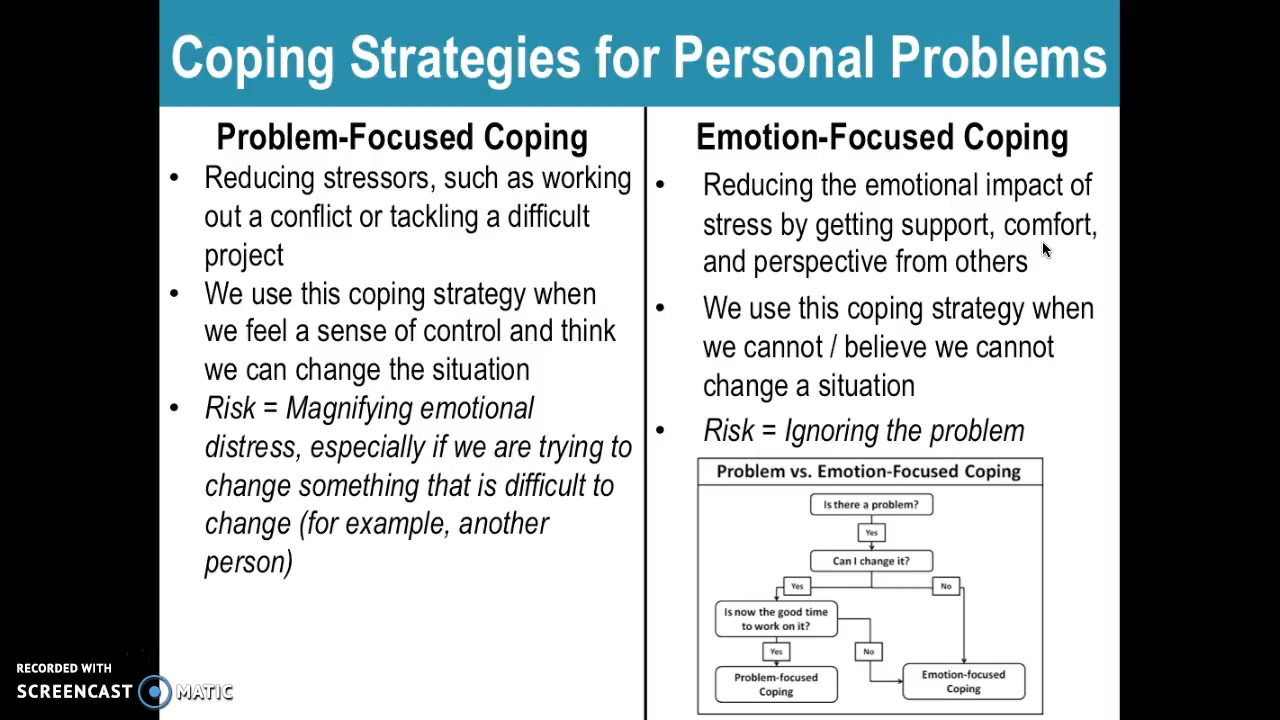 Coping Strategies for Personal Problems
Problem-Focused Coping
• Reducing stressors, such as working
out a conflict or tackling a difficult
project
• We use this coping strategy when
we feel a sense of control and think
we can change the situation
• Risk = Magnifying emotional
distress, especially if we are trying to
change something that is difficult to
change (for example, another
person)
Emotion-Focused Coping
• Reducing the emotional impact of
stress by getting support, comfort,
and perspective from others
• We use this coping strategy when
we cannot / believe we cannot
change a situation
• Risk = Ignoring the problem
Problem vs. Emotion-Focused Coping
Is there a problem?
Yes
Can I change it?
Yes
No
Is now the good time
to work on it?
Yes
No
Problem-focused
Coping
Emotion-focused
Coping
RECORDED WITH
SCREENCAST MATIC